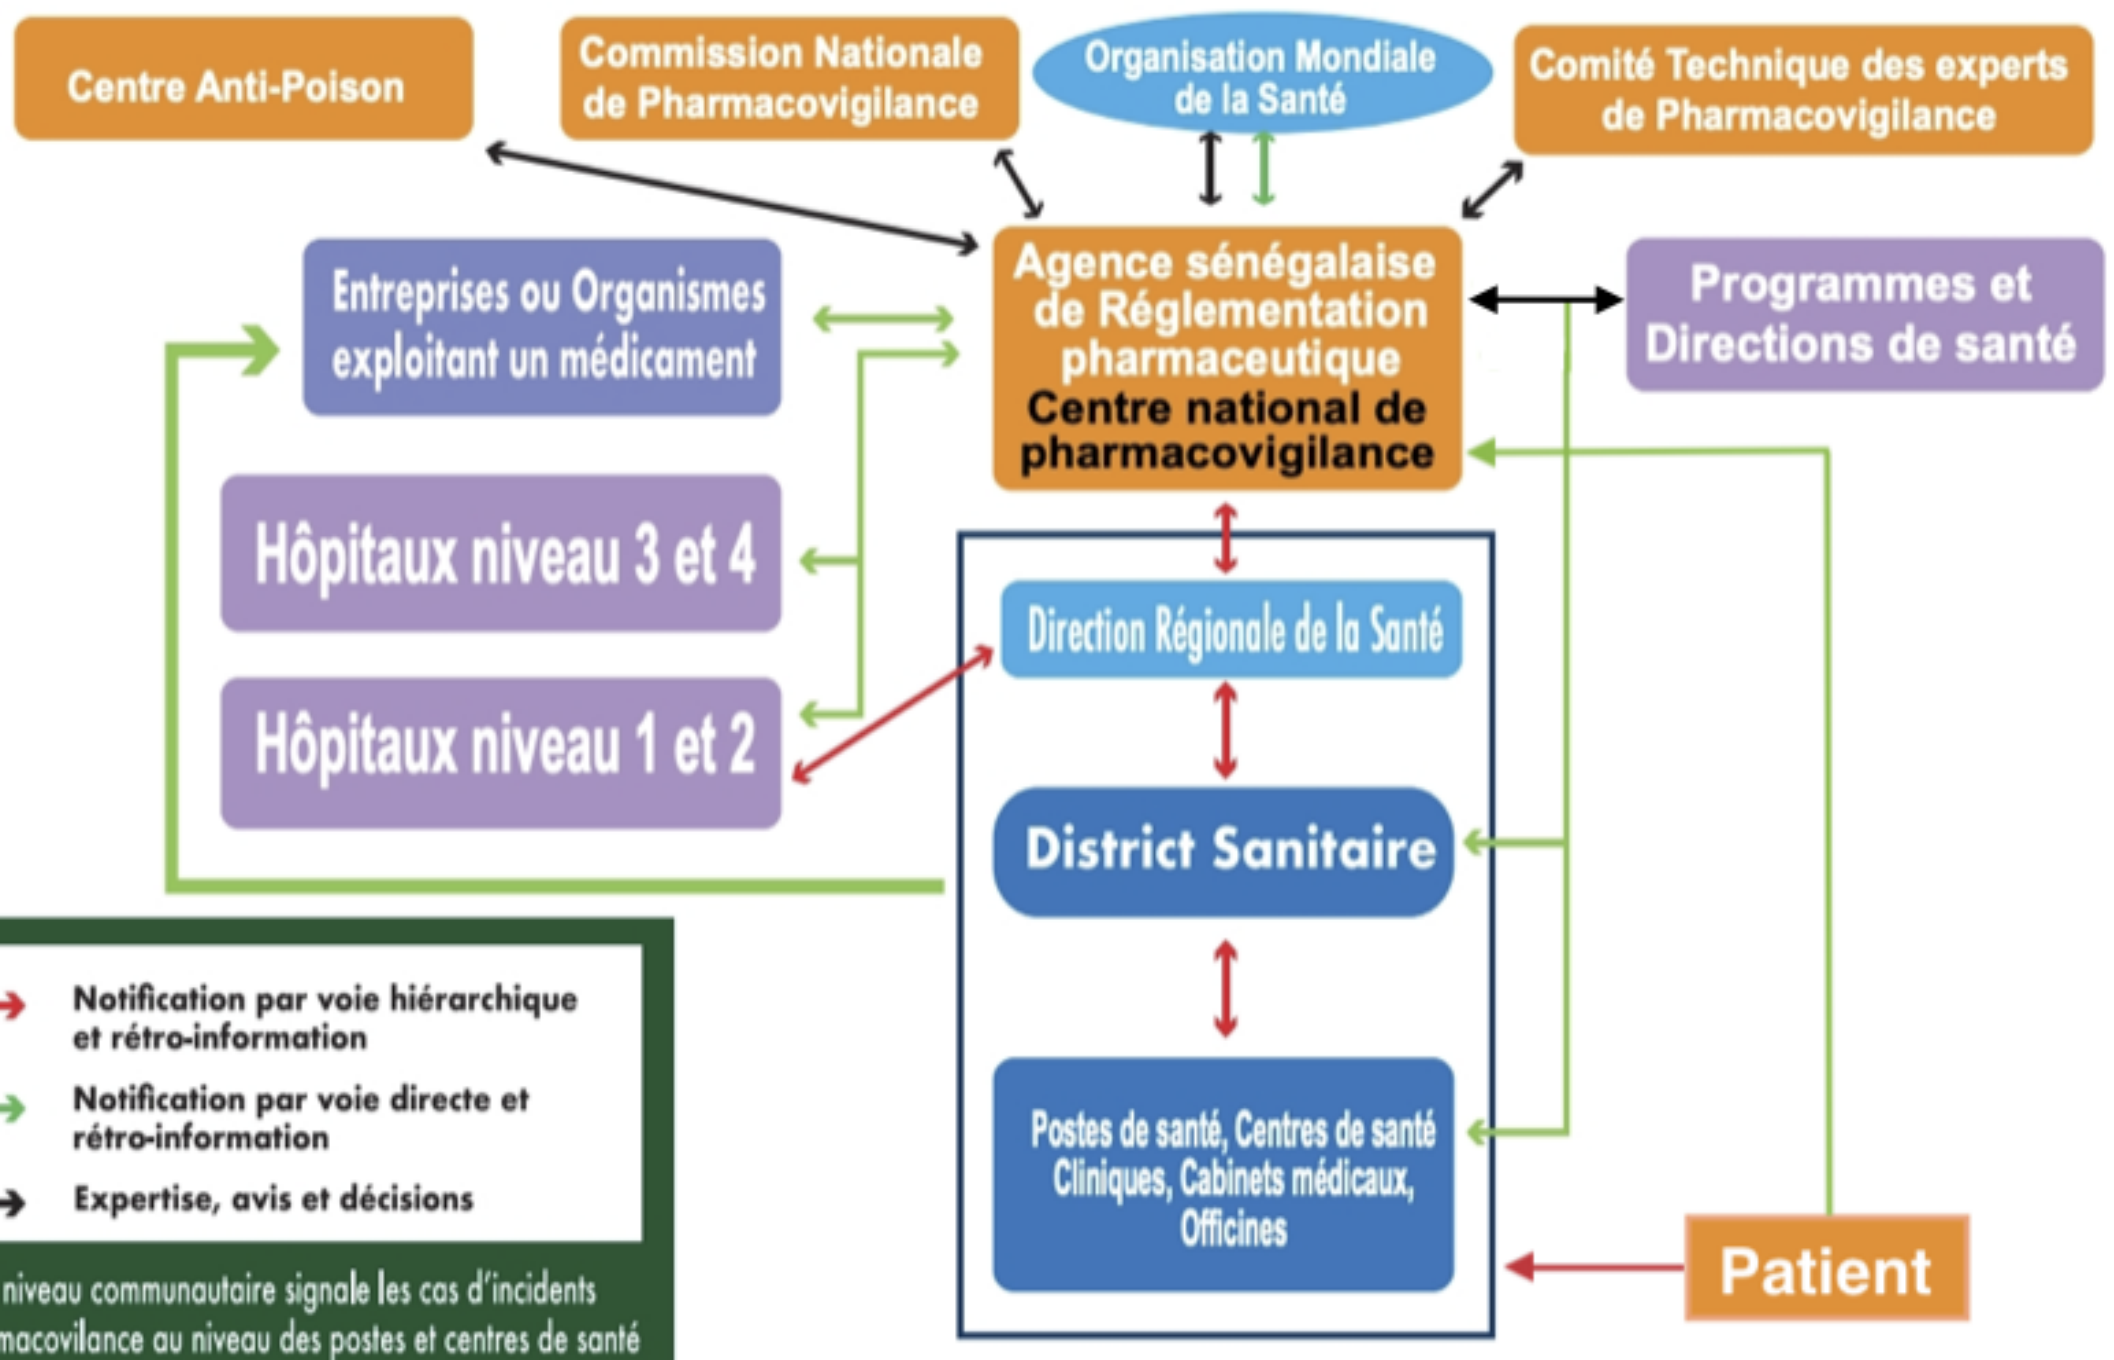 Centre Anti-Poison
Commission Nationale
de Pharmacovigilance
Organisation Mondiale
de la Santé
Comité Technique des experts
de Pharmacovigilance
Entreprises ou Organismes
exploitant un médicament
Agence sénégalaise
de Réglementation
pharmaceutique
Centre national de
pharmacovigilance
Programmes et
Directions de santé
Hôpitaux niveau 3 et 4
Direction Régionale de la Santé
Hôpitaux niveau 1 et 2
District Sanitaire
Postes de santé, Centres de santé
Cliniques, Cabinets médicaux,
Officines
Patient
Notification par voie hiérarchique
et rétro-information
Notification par voie directe et
rétro-information
Expertise, avis et décisions
niveau communautaire signale les cas d'incidents
macovilance au niveau des postes et centres de santé